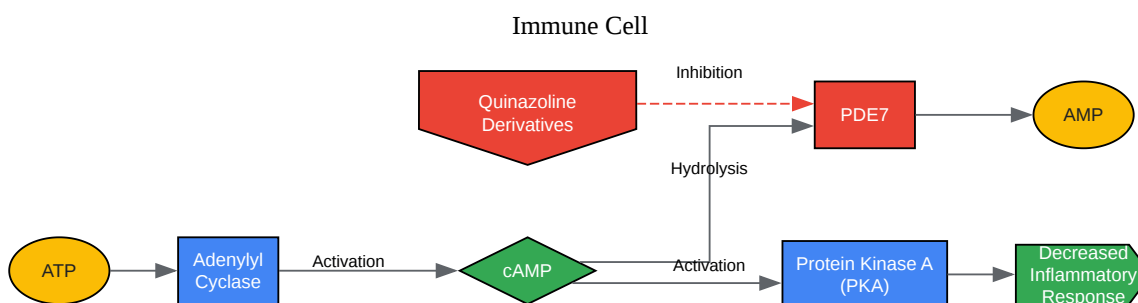 Immune Cell
Inhibition
Quinazoline
Derivatives
PDE7
AMP
Hydrolysis
ATP
Adenylyl
Cyclase
Activation
cAMP
Activation
Protein Kinase A
(PKA)
Decreased
Inflammatory
Response